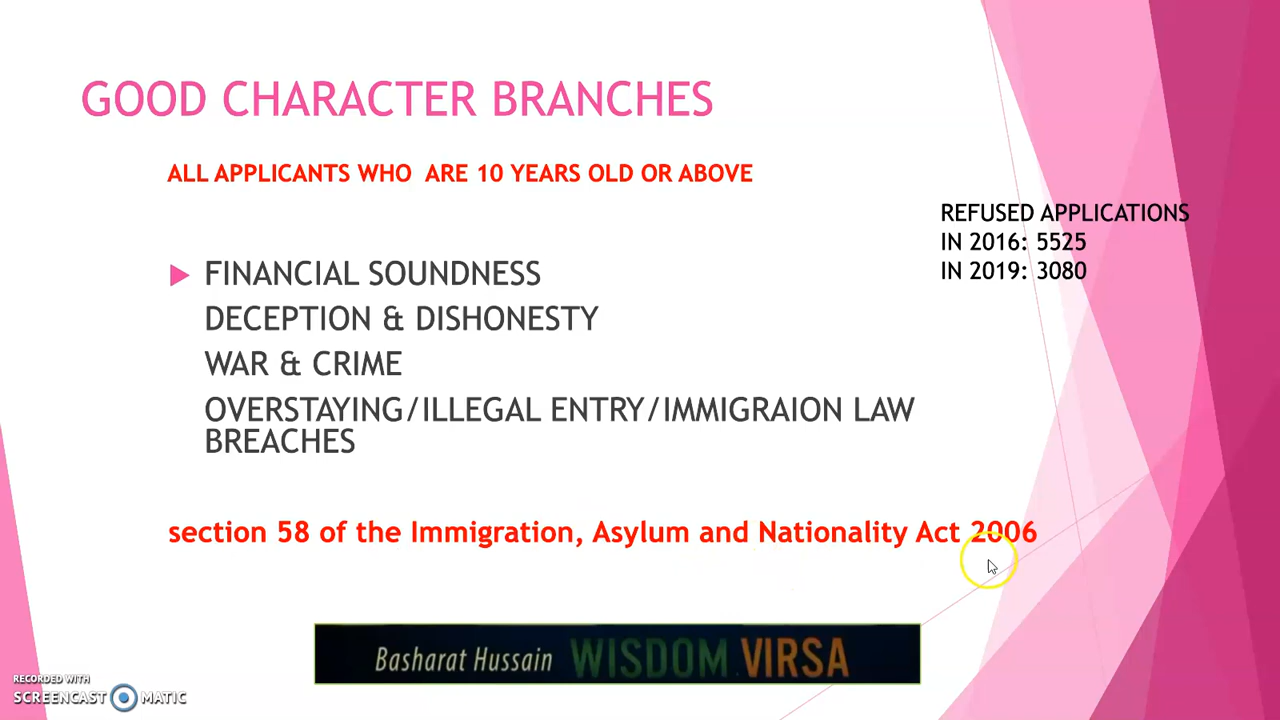 GOOD CHARACTER BRANCHES
ALL APPLICANTS WHO ARE 10 YEARS OLD OR ABOVE
REFUSED APPLICATIONS
IN 2016: 5525
IN 2019: 3080
FINANCIAL SOUNDNESS
DECEPTION & DISHONESTY
WAR & CRIME
OVERSTAYING/ILLEGAL ENTRY/IMMIGRAION LAW
BREACHES
section 58 of the Immigration, Asylum and Nationality Act 2006
Basharat Hussain WISDOM VIRSA
RECORDED WITH
SCREENCAST MATIC